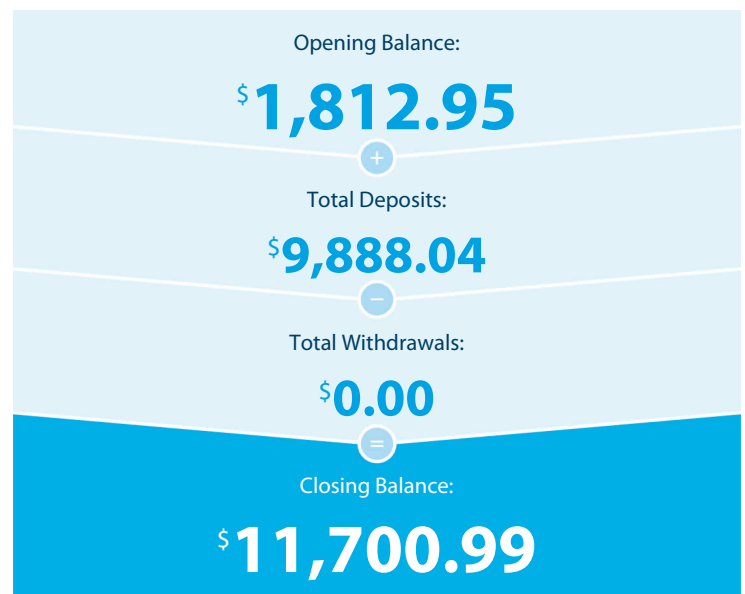 Opening Balance:
$1,812.95
+
Total Deposits:
$9,888.04
−
Total Withdrawals:
$0.00
=
Closing Balance:
$11,700.99